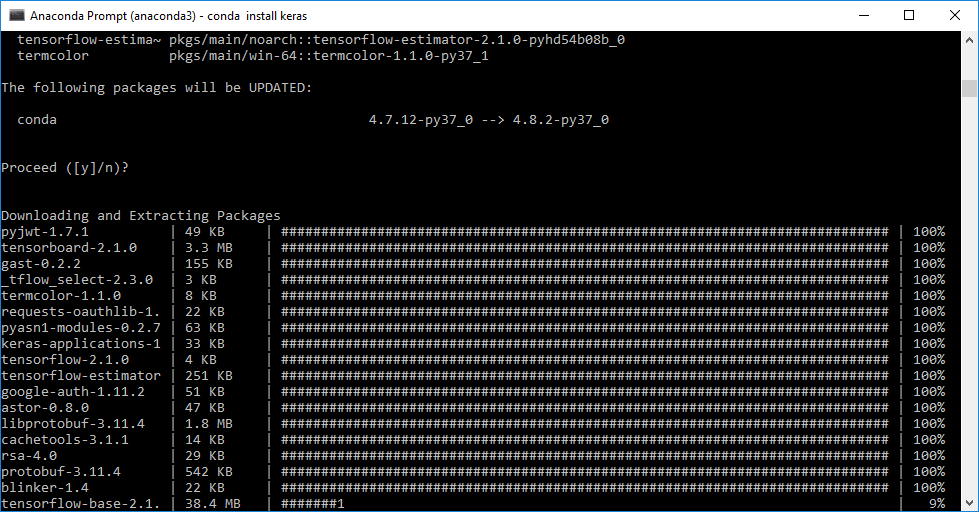 Anaconda Prompt (anaconda3) - conda  install keras
tensorflow-estima~ pkgs/main/noarch::tensorflow-estimator-2.1.0-pyhd54b08b_0
termcolor          pkgs/main/win-64::termcolor-1.1.0-py37_1
The following packages will be UPDATED:
conda                                       4.7.12-py37_0 --> 4.8.2-py37_0
Proceed ([y]/n)?
Downloading and Extracting Packages
pyjwt-1.7.1          | 49 KB     | ############################################################################ | 100%
tensorboard-2.1.0    | 3.3 MB    | ############################################################################ | 100%
gast-0.2.2           | 155 KB    | ############################################################################ | 100%
_tflow_select-2.3.0  | 3 KB      | ############################################################################ | 100%
termcolor-1.1.0      | 8 KB      | ############################################################################ | 100%
requests-oauthlib-1. | 22 KB     | ############################################################################ | 100%
pyasn1-modules-0.2.7 | 63 KB     | ############################################################################ | 100%
keras-applications-1 | 33 KB     | ############################################################################ | 100%
tensorflow-2.1.0     | 4 KB      | ############################################################################ | 100%
tensorflow-estimator | 251 KB    | ############################################################################ | 100%
google-auth-1.11.2   | 51 KB     | ############################################################################ | 100%
astor-0.8.0          | 47 KB     | ############################################################################ | 100%
libprotobuf-3.11.4   | 1.8 MB    | ############################################################################ | 100%
cachetools-3.1.1     | 14 KB     | ############################################################################ | 100%
rsa-4.0              | 29 KB     | ############################################################################ | 100%
protobuf-3.11.4      | 542 KB    | ############################################################################ | 100%
blinker-1.4          | 22 KB     | ############################################################################ | 100%
tensorflow-base-2.1. | 38.4 MB   | #######1                                                                     |   9%